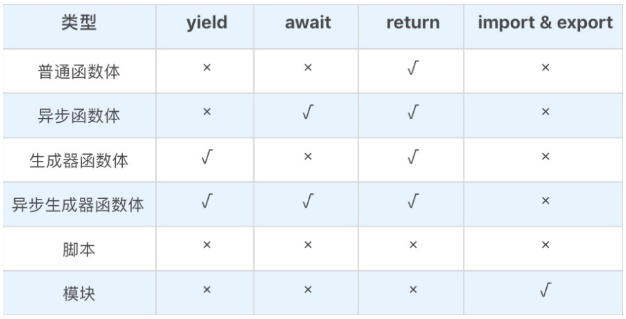 类型 yield await return import & export
普通函数体 × × √ ×
异步函数体 × √ √ ×
生成器函数体 √ × √ ×
异步生成器函数体 √ √ √ ×
脚本 × × × ×
模块 × × × √